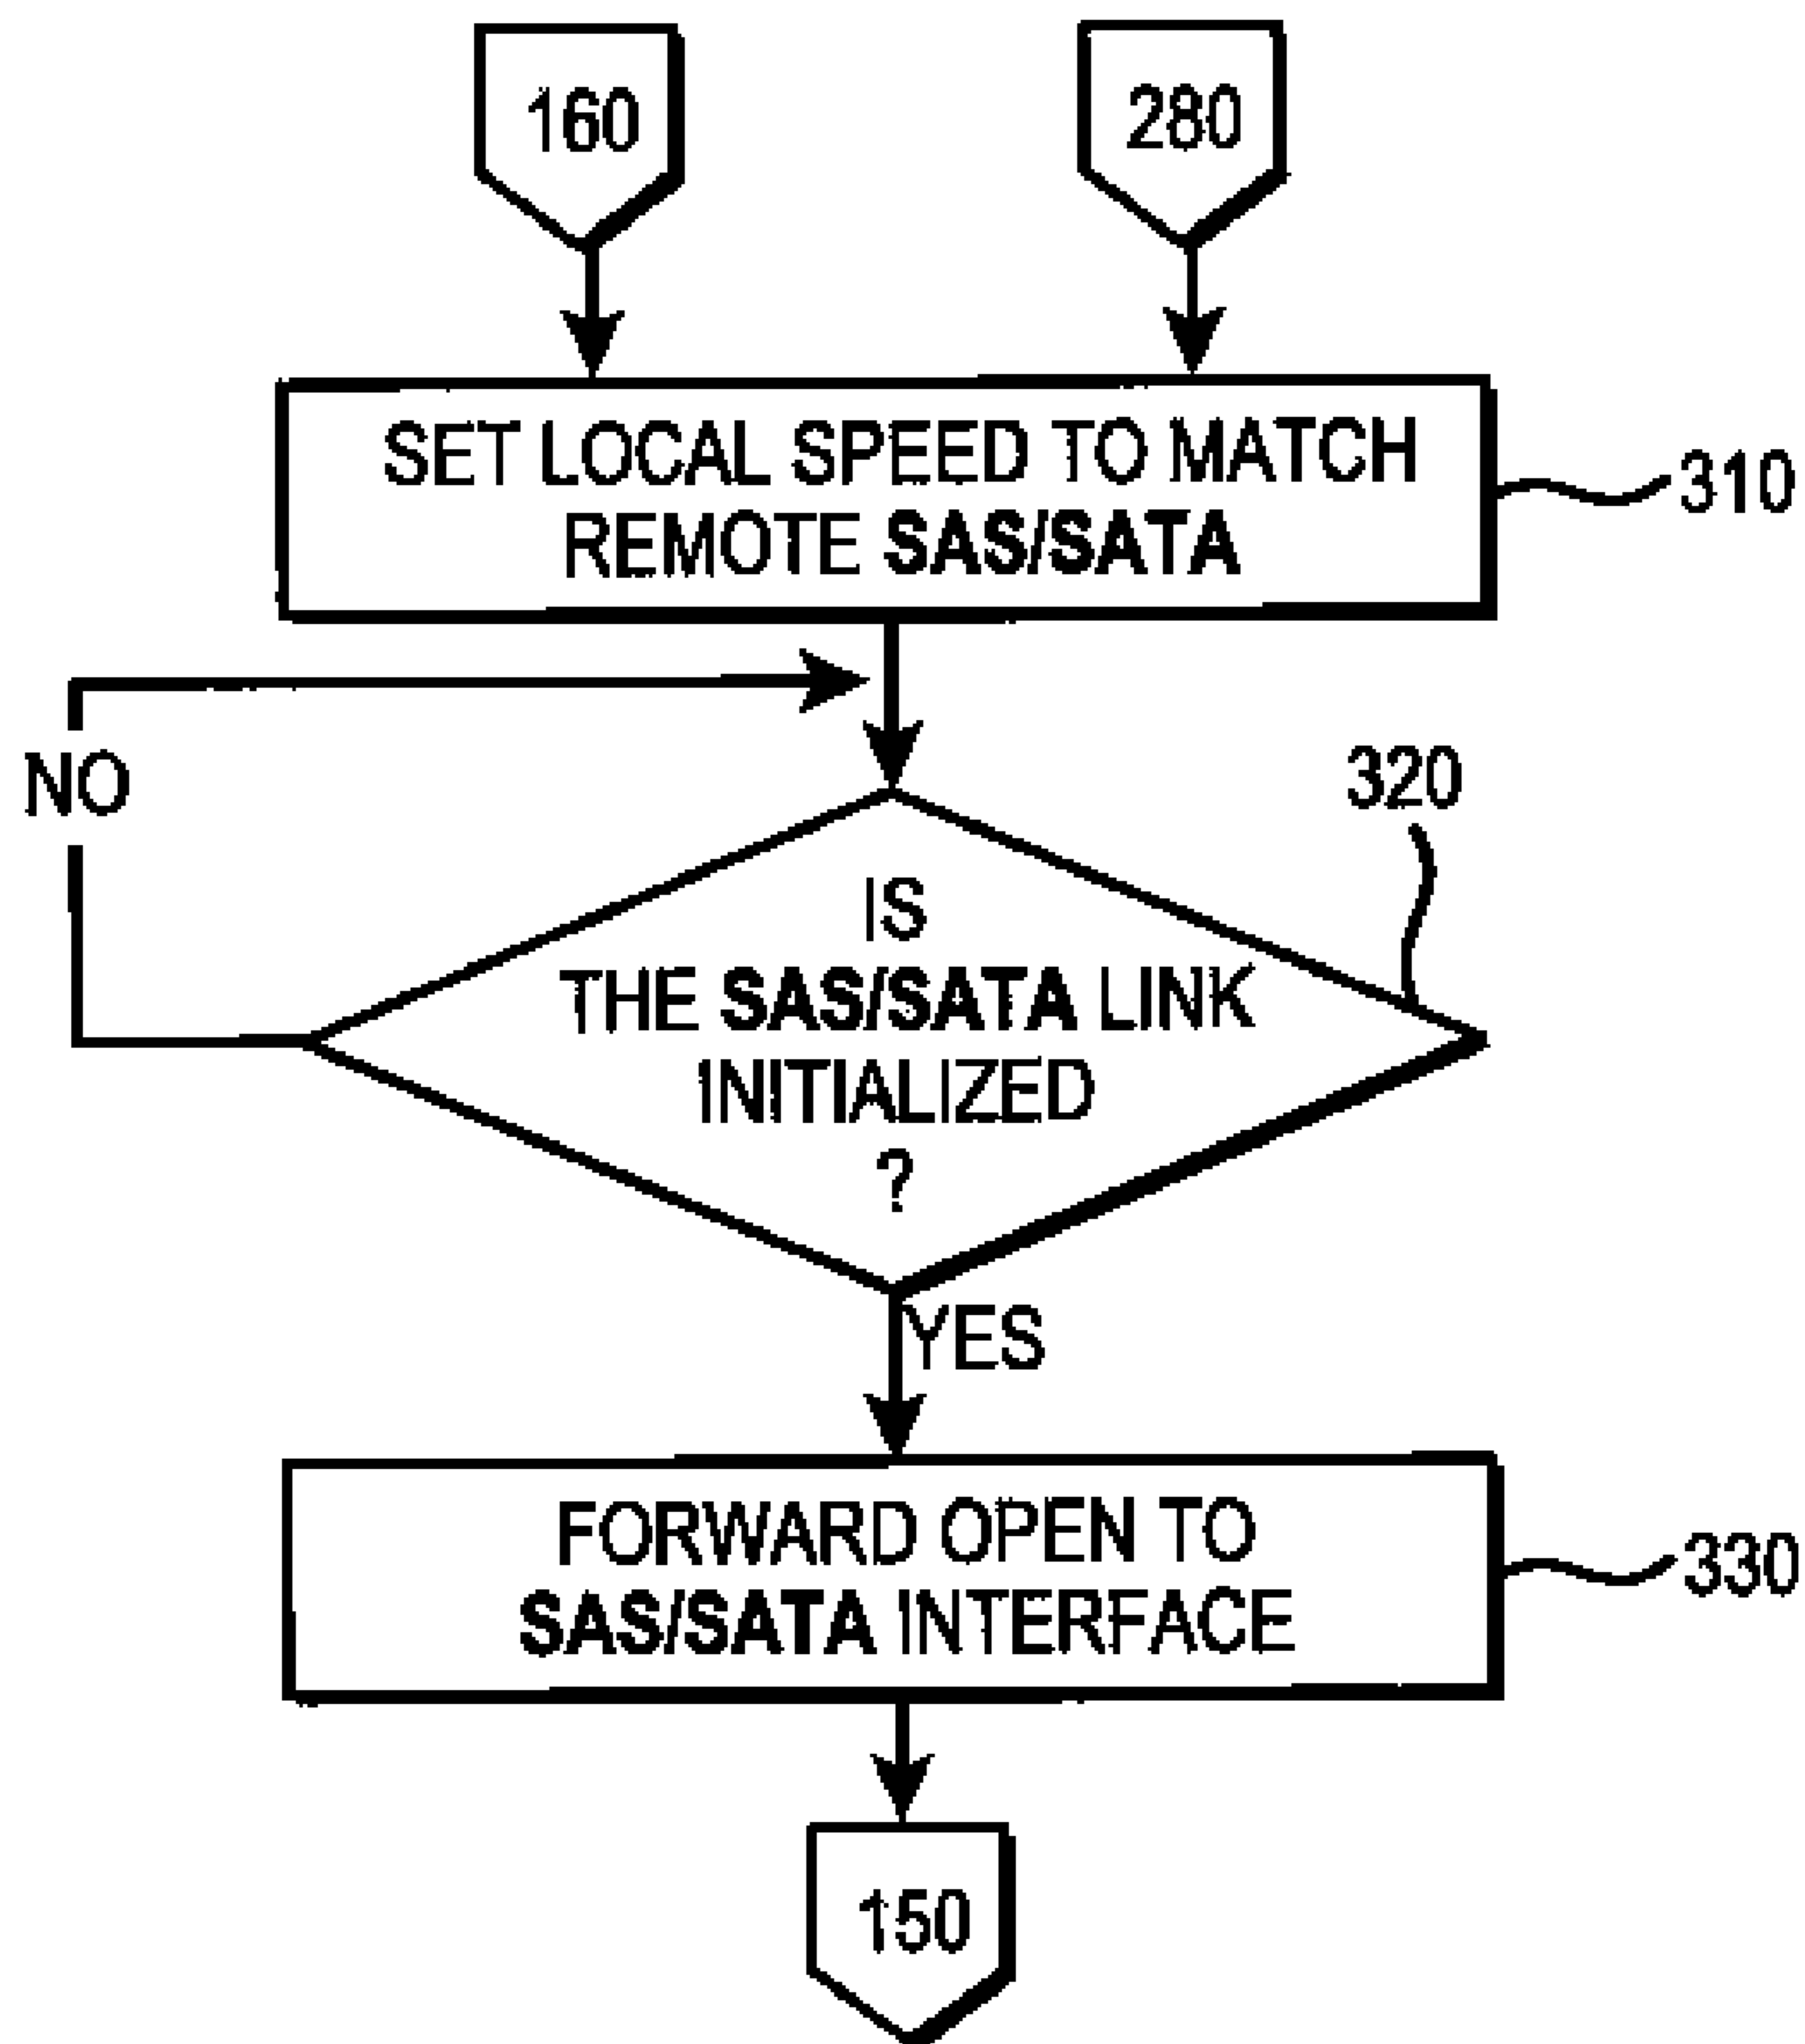 160
280
SET LOCAL SPEED TO MATCH
REMOTE SAS/SATA
310
NO
320
IS
THE SAS/SATA LINK
INITIALIZED
?
YES
FORWARD OPEN TO
SAS/SATA INTERFACE
330
150